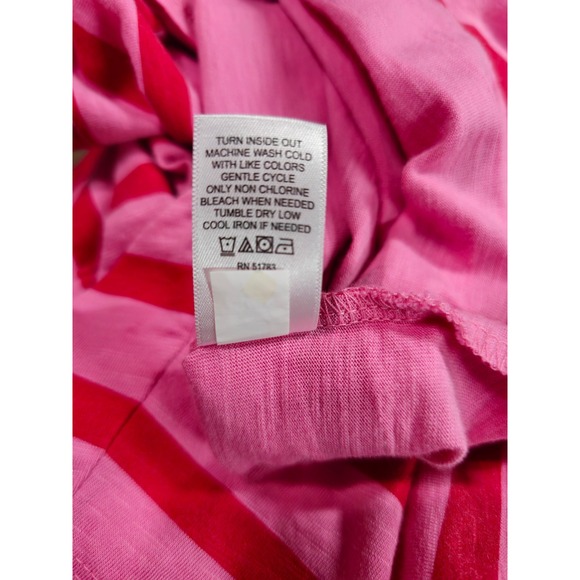 TURN INSIDE OUT
MACHINE WASH COLD
WITH LIKE COLORS
GENTLE CYCLE
ONLY NON CHLORINE
BLEACH WHEN NEEDED
TUMBLE DRY LOW
COOL IRON IF NEEDED
RN 51783